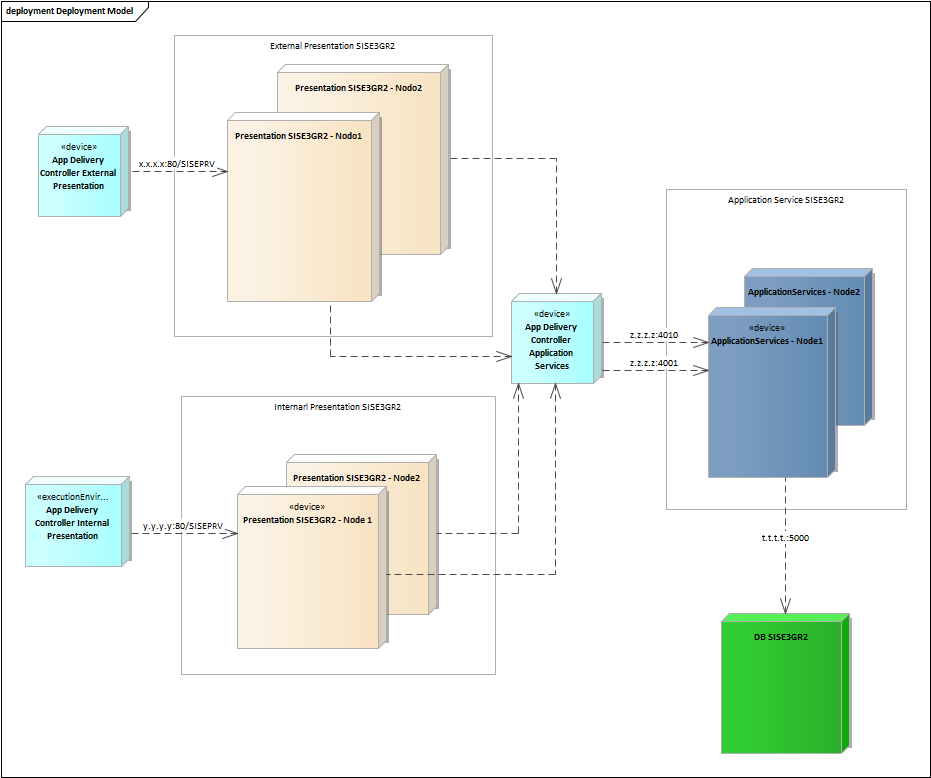 deployment Deployment Model
External Presentation SISE3GR2
Presentation SISE3GR2 - Nodo2
Presentation SISE3GR2 - Nodo1
«device»
App Delivery
Controller External
Presentation
x.x.x.x:80/SISEPRV
Application Service SISE3GR2
ApplicationServices - Node2
«device»
ApplicationServices - Node1
«device»
App Delivery
Controller
Application
Services
z.z.z.z:4010
z.z.z.z:4001
Internarl Presentation SISE3GR2
Presentation SISE3GR2 - Node2
«device»
Presentation SISE3GR2 - Node 1
«executionEnvir...
App Delivery
Controller Internal
Presentation
y.y.y.y:80/SISEPRV
t.t.t.t.:5000
DB SISE3GR2